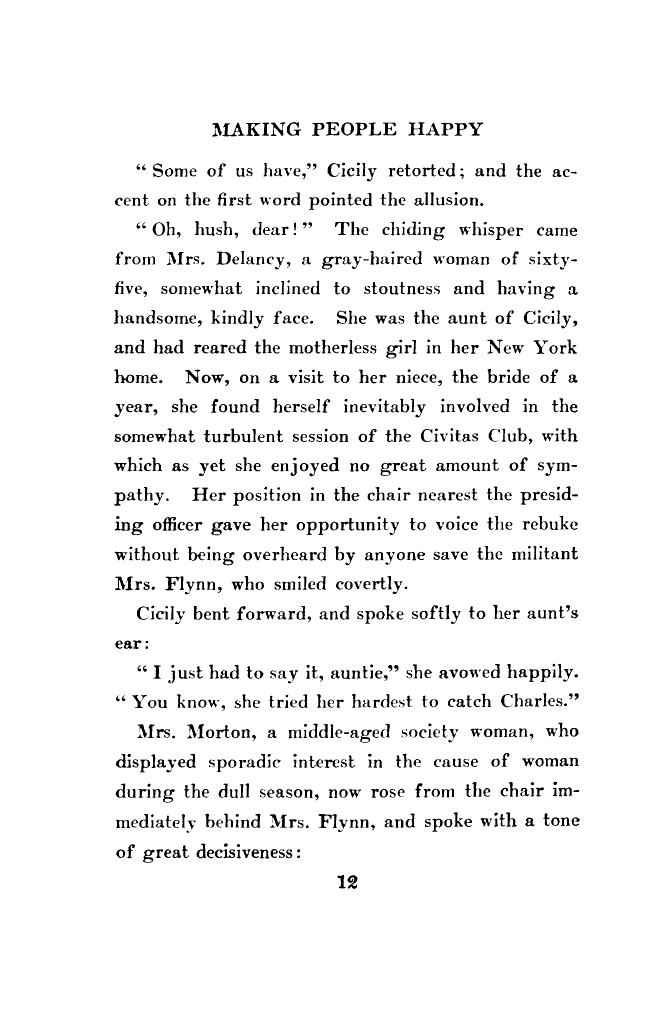 MAKING PEOPLE HAPPY
“ Some of us have,” Cicily retorted; and the ac-
cent on the first word pointed the allusion.
“ Oh, hush, dear! ” The chiding whisper came
from Mrs. Delancy, a gray-haired woman of sixty-
five, somewhat inclined to stoutness and having a
handsome, kindly face. She was the aunt of Cicily,
and had reared the motherless girl in her New York
home. Now, on a visit to her niece, the bride of a
year, she found herself inevitably involved in the
somewhat turbulent session of the Civitas Club, with
which as yet she enjoyed no great amount of sym-
pathy. Her position in the chair nearest the presid-
ing officer gave her opportunity to voice the rebuke
without being overheard by anyone save the militant
Mrs. Flynn, who smiled covertly.
Cicily bent forward, and spoke softly to her aunt’s
ear:
“ I just had to say it, auntie,” she avowed happily.
“ You know, she tried her hardest to catch Charles.”
Mrs. Morton, a middle-aged society woman, who
displayed sporadic interest in the cause of woman
during the dull season, now rose from the chair im-
mediately behind Mrs. Flynn, and spoke with a tone
of great decisiveness:
12